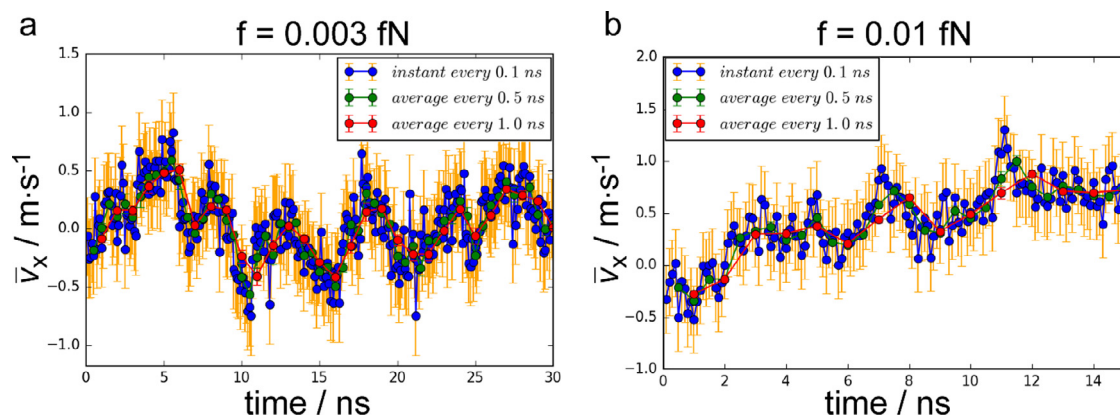 a
f = 0.003 fN
1.5
1.0
0.5
0.0
-0.5
-1.0
v̄x / m·s⁻¹
instant every 0.1 ns
average every 0.5 ns
average every 1.0 ns
0 5 10 15 20 25 30
time / ns
b
f = 0.01 fN
2.0
1.5
1.0
0.5
0.0
-0.5
-1.0
v̄x / m·s⁻¹
instant every 0.1 ns
average every 0.5 ns
average every 1.0 ns
0 2 4 6 8 10 12 14
time / ns